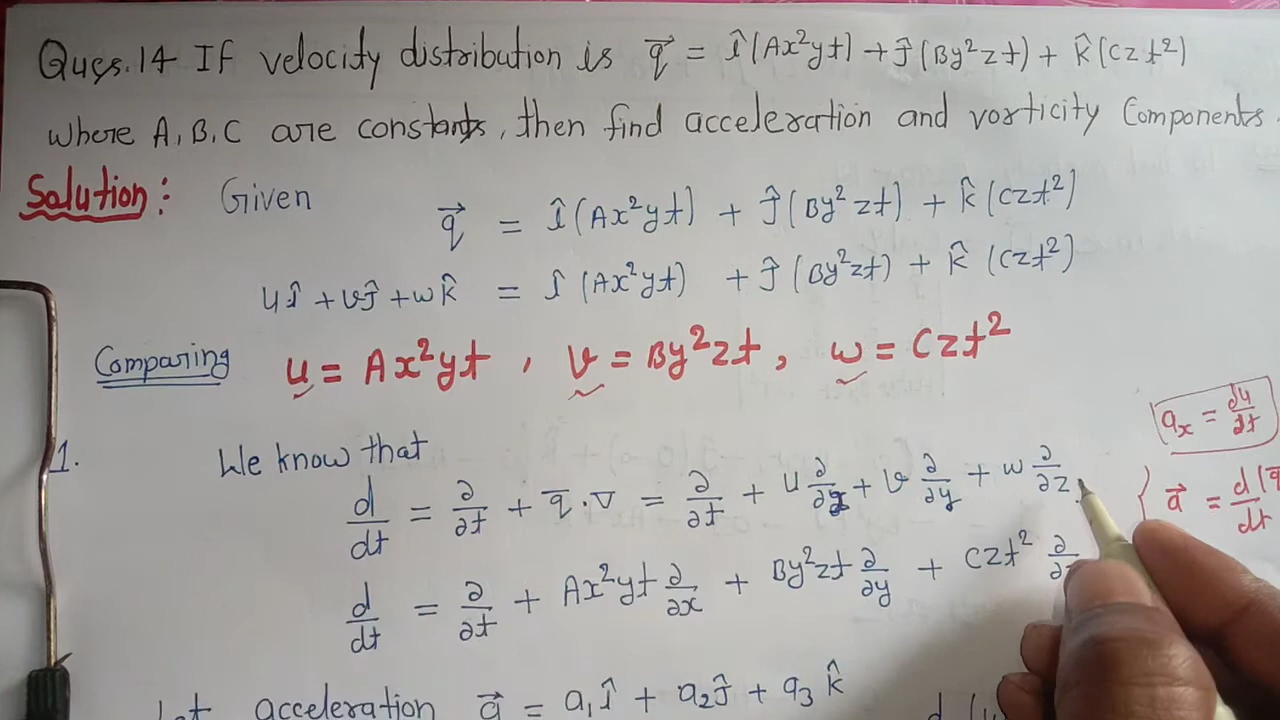 Ques.14 If velocity distribution is q⃗ = î(Ax²yt) + ĵ(By²zt) + k̂(Czt²)
where A, B, C are constants, then find acceleration and vorticity Components.
Solution: Given
q⃗ = î(Ax²yt) + ĵ(By²zt) + k̂(Czt²)
uî + vĵ + wk̂ = î(Ax²yt) + ĵ(By²zt) + k̂(Czt²)
Comparing u = Ax²yt, v = By²zt, w = Czt²
a_x = du/dt
1. We know that
d/dt = ∂/∂t + q̅·∇ = ∂/∂t + u ∂/∂x + v ∂/∂y + w ∂/∂z
{ a⃗ = d(q̅/dt
d/dt = ∂/∂t + Ax²yt ∂/∂x + By²zt ∂/∂y + Czt² ∂/∂z
Let acceleration a⃗ = a₁î + a₂ĵ + a₃k̂